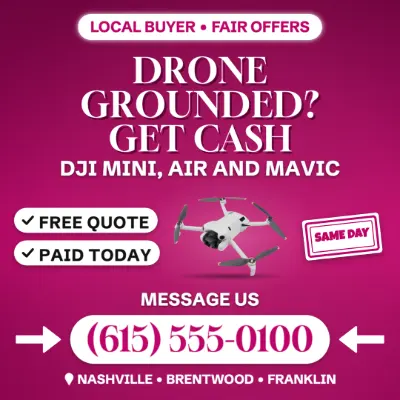 LOCAL BUYER • FAIR OFFERS
DRONE
GROUNDED?
GET CASH
DJI MINI, AIR AND MAVIC
✓ FREE QUOTE
✓ PAID TODAY
SAME DAY
MESSAGE US
(615) 555-0100
NASHVILLE • BRENTWOOD • FRANKLIN